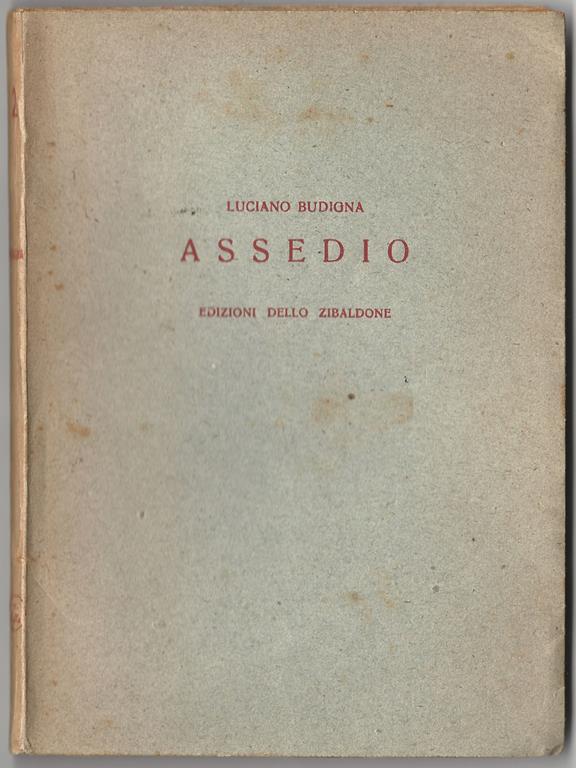 LUCIANO BUDIGNA
ASSEDIO
EDIZIONI DELLO ZIBALDONE